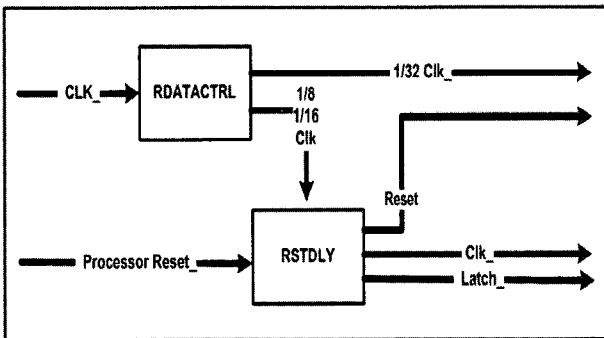 1/32 Clk_
CLK_
RDATACTRL
1/8
1/16
Clk
Reset
Processor Reset_
RSTDLY
Clk_
Latch_